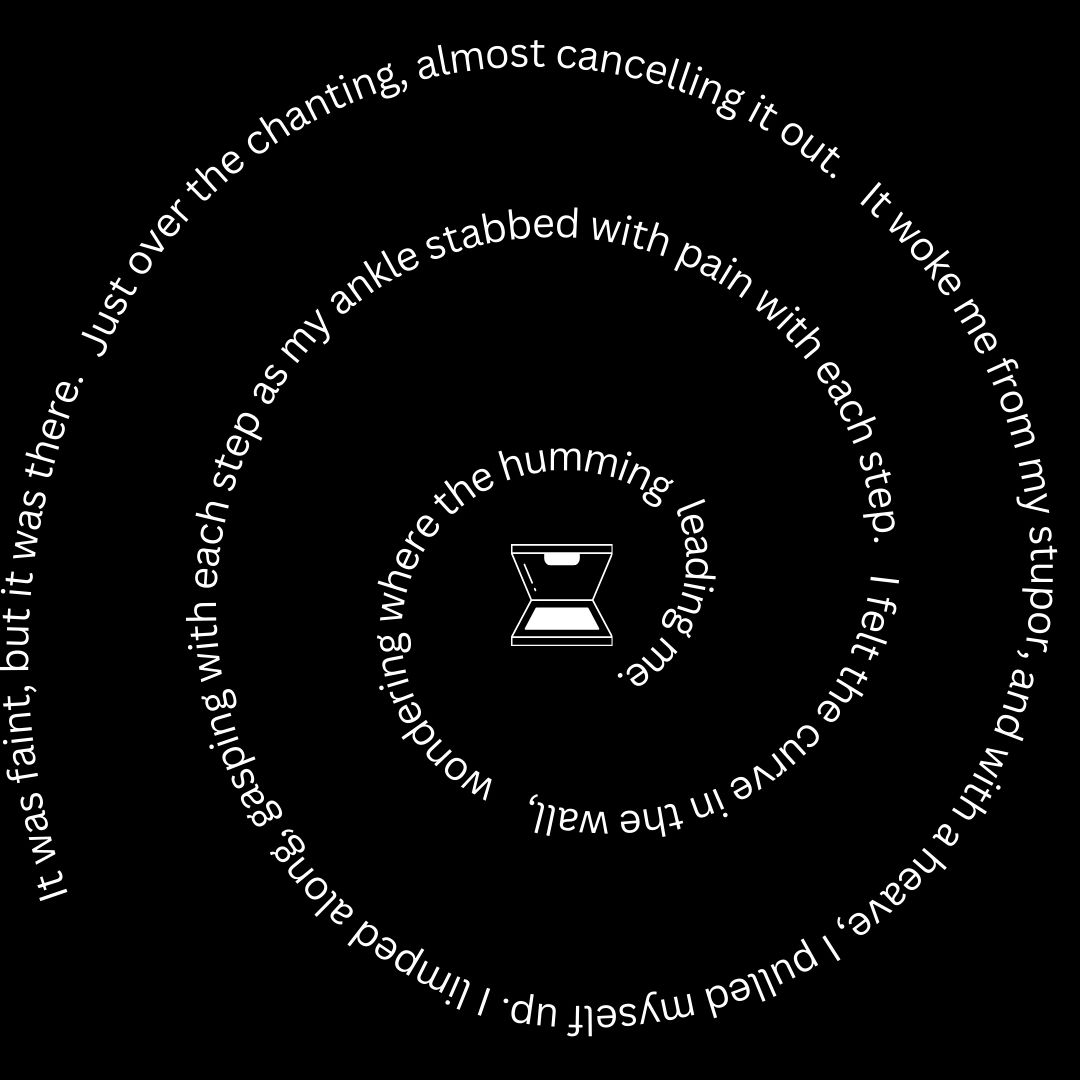 It was faint, but it was there. Just over the chanting, almost cancelling it out. It woke me from my stupor, and with a heave, I pulled myself up. I limped along, gasping with each step as my ankle stabbed with pain with each step. I felt the curve in the wall, wondering where the humming leading me.